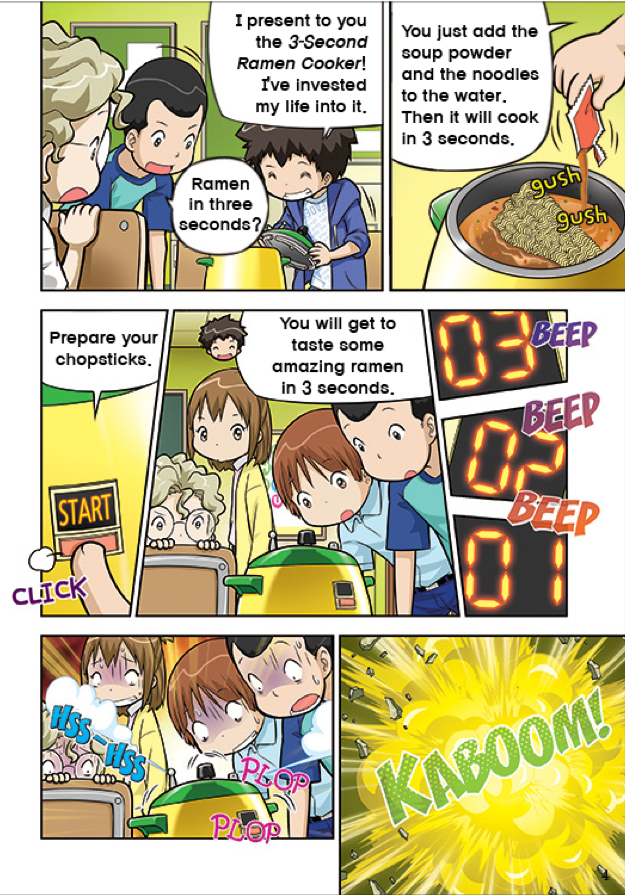 I present to you
the 3-Second
Ramen Cooker!
I've invested
my life into it.
Ramen
in three
seconds?
You just add the
soup powder
and the noodles
to the water.
Then it will cook
in 3 seconds.
gush
gush
Prepare your
chopsticks.
START
CLICK
You will get to
taste some
amazing ramen
in 3 seconds.
03
BEEP
02
BEEP
01
BEEP
HSS-HSS
PLOP
PLOP
KABOOM!
4